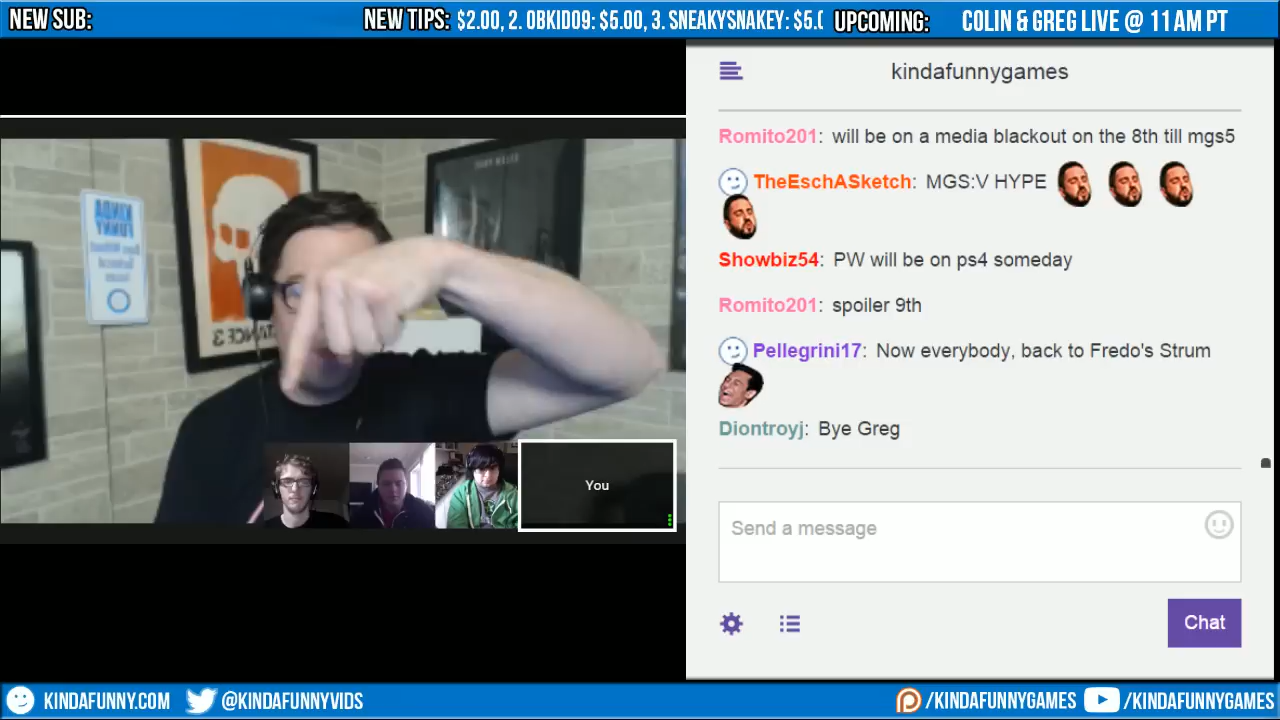 NEW SUB:
NEW TIPS: $2.00, 2. OBKID09: $5.00, 3. SNEAKYSNAKEY: $5.0
UPCOMING: COLIN & GREG LIVE @ 11 AM PT
kindafunnygames
Romito201: will be on a media blackout on the 8th till mgs5
TheEschASketch: MGS:V HYPE
Showbiz54: PW will be on ps4 someday
Romito201: spoiler 9th
Pellegrini17: Now everybody, back to Fredo's Strum
Diontroyj: Bye Greg
KINDA
FUNNY
You
Send a message
Chat
KINDAFUNNY.COM
@KINDAFUNNYVIDS
/KINDAFUNNYGAMES
/KINDAFUNNYGAMES